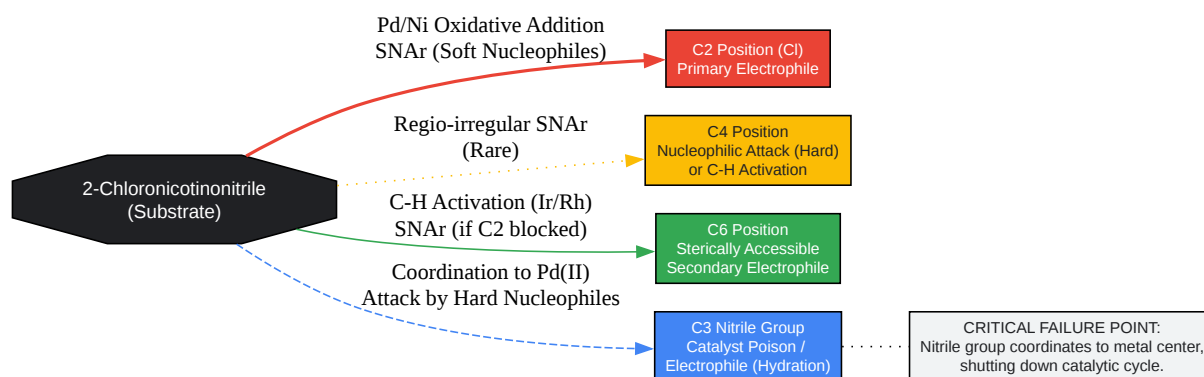 Pd/Ni Oxidative Addition
SNAr (Soft Nucleophiles)
C2 Position (Cl)
Primary Electrophile
Regio-irregular SNAr
(Rare)
C4 Position
Nucleophilic Attack (Hard)
or C-H Activation
2-Chloronicotinonitrile
(Substrate)
C-H Activation (Ir/Rh)
SNAr (if C2 blocked)
C6 Position
Sterically Accessible
Secondary Electrophile
Coordination to Pd(II)
Attack by Hard Nucleophiles
C3 Nitrile Group
Catalyst Poison /
Electrophile (Hydration)
CRITICAL FAILURE POINT:
Nitrile group coordinates to metal center,
shutting down catalytic cycle.